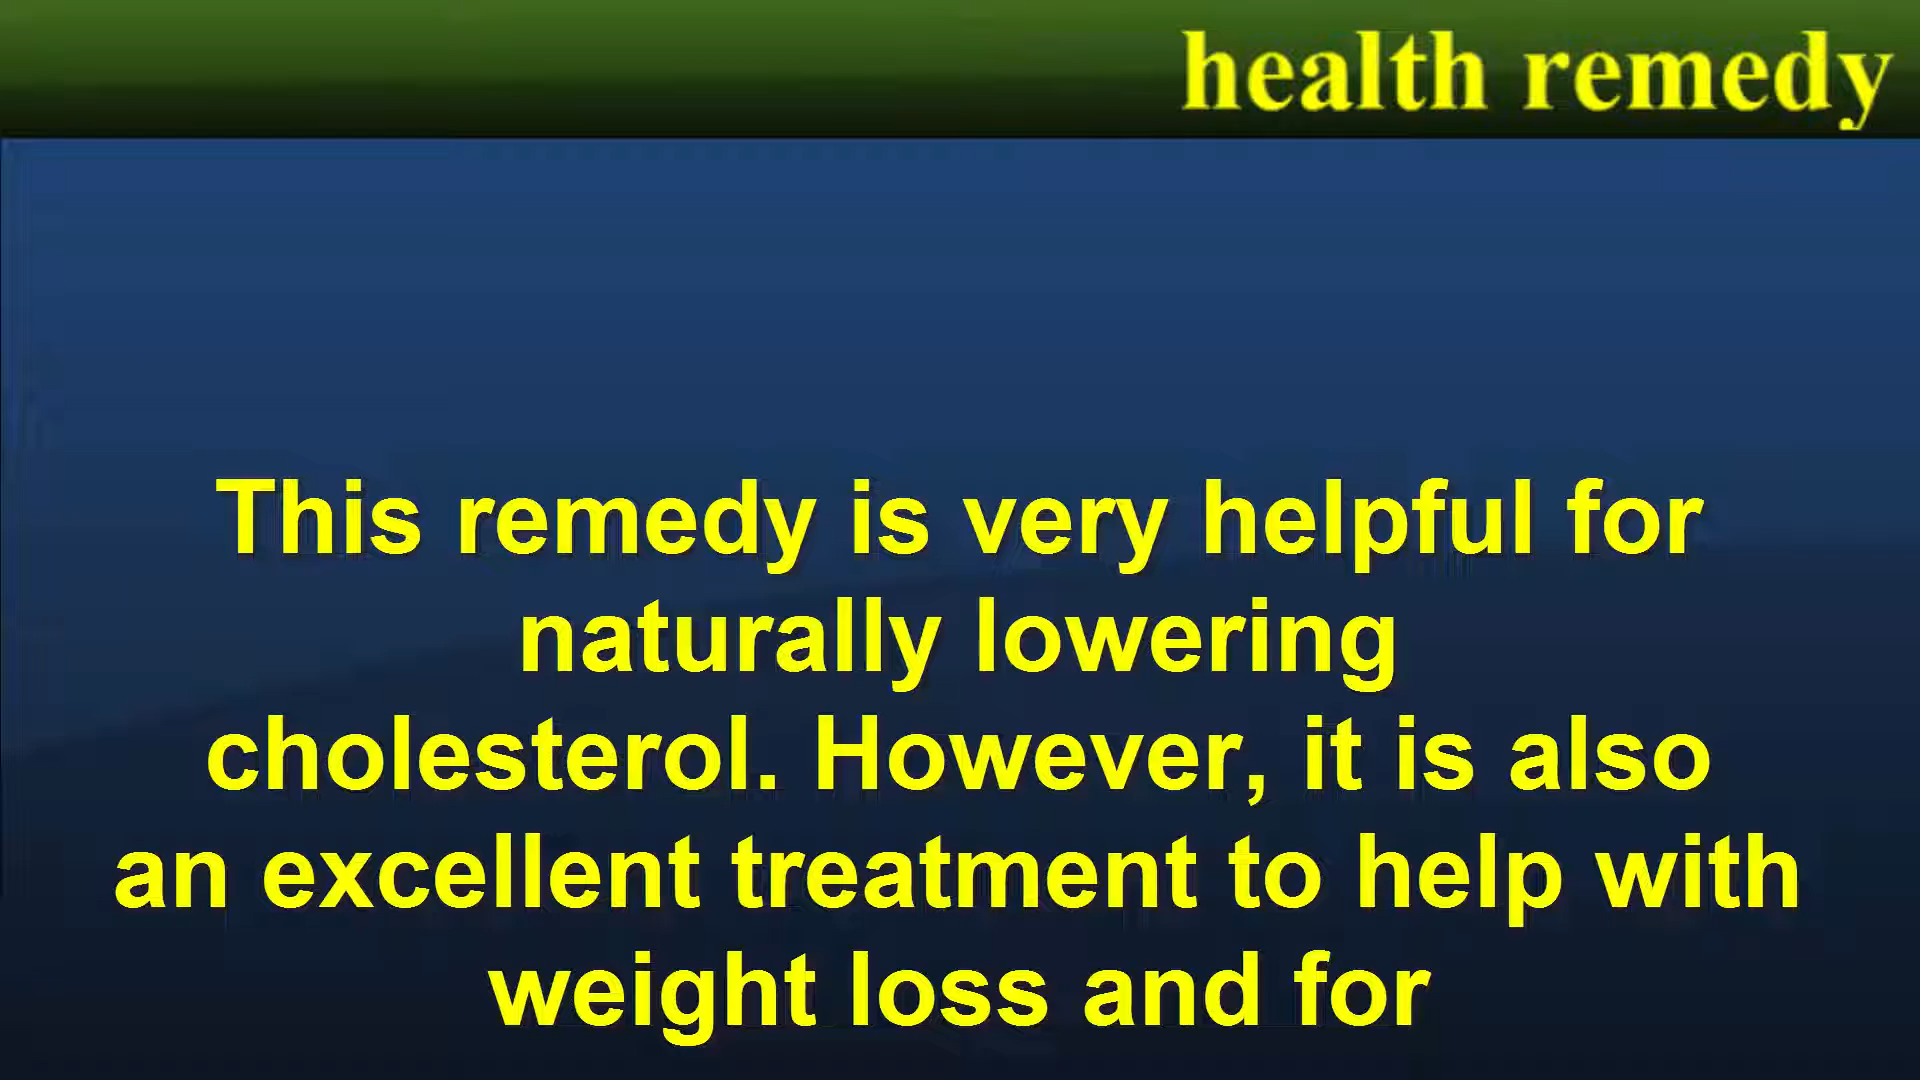 health remedy
This remedy is very helpful for
naturally lowering
cholesterol. However, it is also
an excellent treatment to help with
weight loss and for